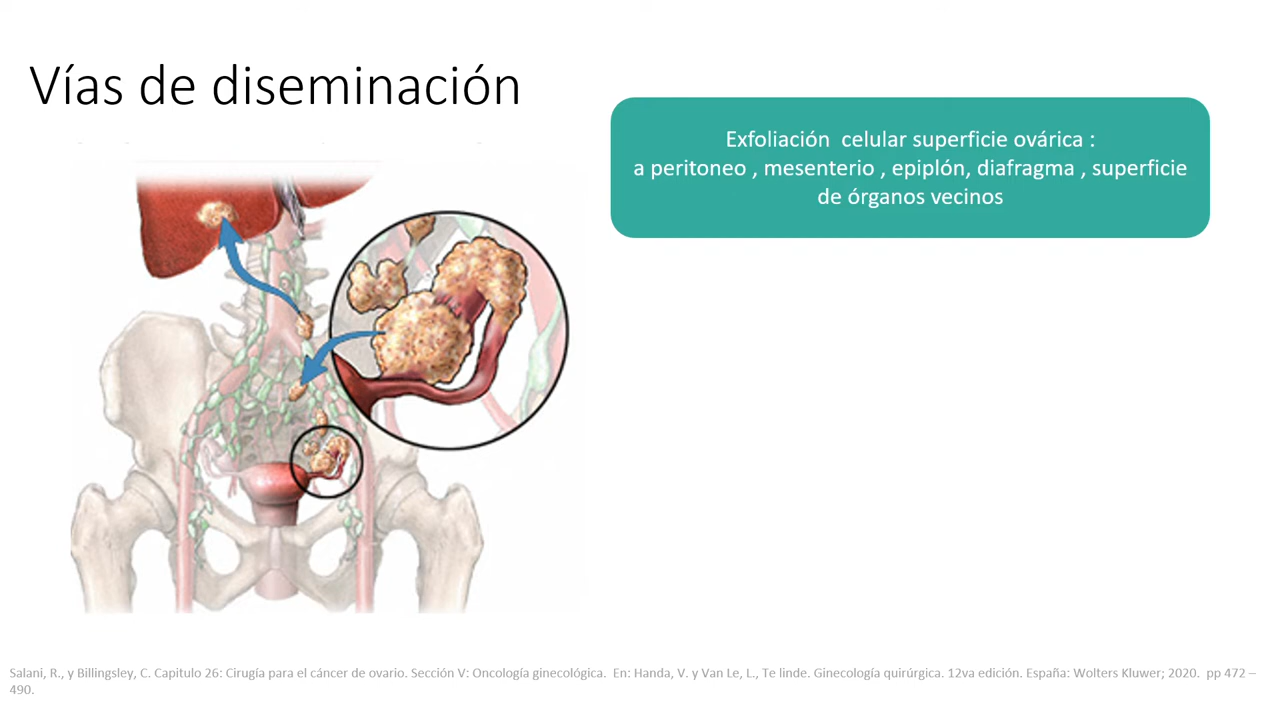 Vías de diseminación
Exfoliación celular superficie ovárica :
a peritoneo , mesenterio , epiplón, diafragma , superficie
de órganos vecinos
Salani, R., y Billingsley, C. Capitulo 26: Cirugía para el cáncer de ovario. Sección V: Oncología ginecológica. En: Handa, V. y Van Le, L., Te linde. Ginecología quirúrgica. 12va edición. España: Wolters Kluwer; 2020. pp 472 –
490.